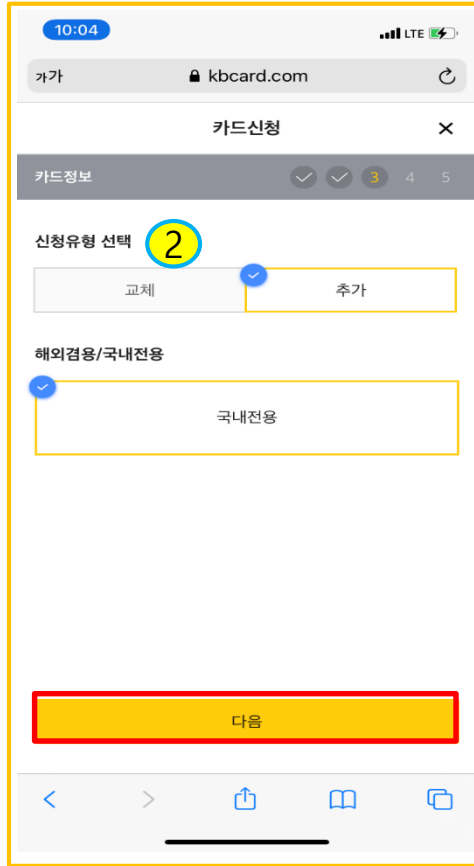 10:04 LTE
가가 kbcard.com
카드신청
카드정보 3 4 5
신청유형 선택 2
교체 추가
해외겸용/국내전용
국내전용
다음